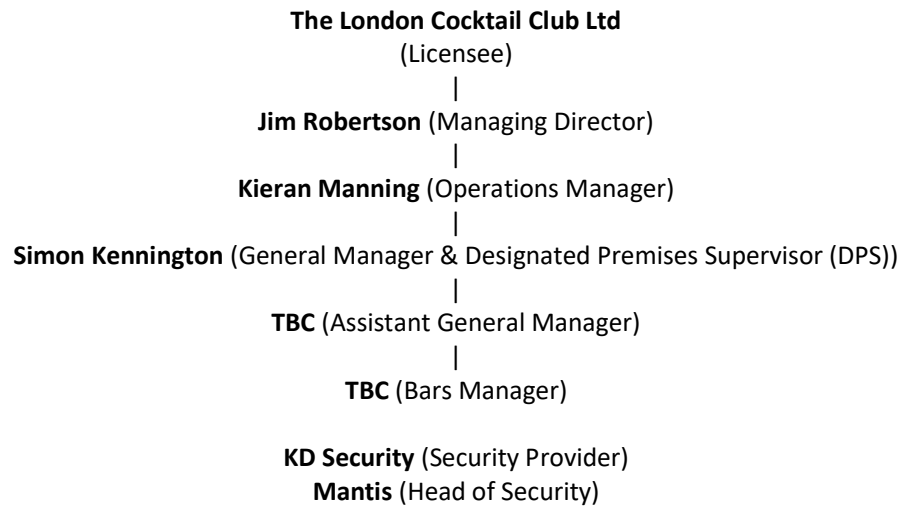 The London Cocktail Club Ltd
(Licensee)
|
Jim Robertson (Managing Director)
|
Kieran Manning (Operations Manager)
|
Simon Kennington (General Manager & Designated Premises Supervisor (DPS))
|
TBC (Assistant General Manager)
|
TBC (Bars Manager)
KD Security (Security Provider)
Mantis (Head of Security)